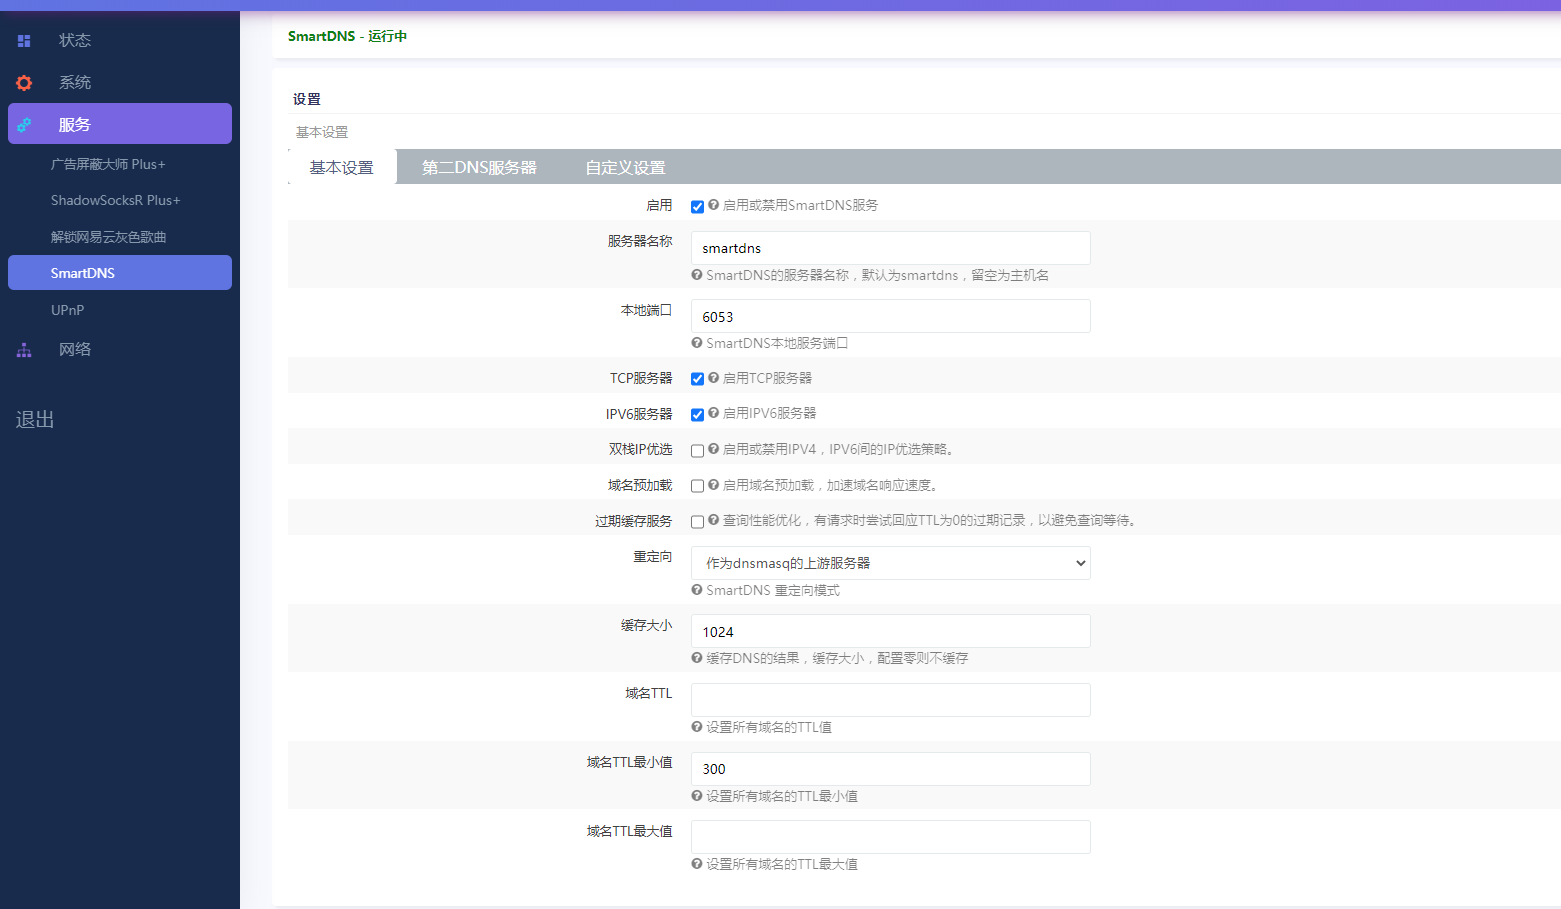 状态
系统
服务
广告屏蔽大师 Plus+
ShadowSocksR Plus+
解锁网易云灰色歌曲
SmartDNS
UPnP
网络
退出
SmartDNS - 运行中
设置
基本设置
基本设置 第二DNS服务器 自定义设置
启用 启用或禁用SmartDNS服务
服务器名称 smartdns
SmartDNS的服务器名称，默认为smartdns，留空为主机名
本地端口 6053
SmartDNS本地服务端口
TCP服务器 启用TCP服务器
IPV6服务器 启用IPV6服务器
双栈IP优选 启用或禁用IPV4，IPV6间的IP优选策略。
域名预加载 启用域名预加载，加速域名响应速度。
过期缓存服务 查询性能优化，有请求时尝试回应TTL为0的过期记录，以避免查询等待。
重定向 作为dnsmasq的上游服务器
SmartDNS 重定向模式
缓存大小 1024
缓存DNS的结果，缓存大小，配置零则不缓存
域名TTL
设置所有域名的TTL值
域名TTL最小值 300
设置所有域名的TTL最小值
域名TTL最大值
设置所有域名的TTL最大值